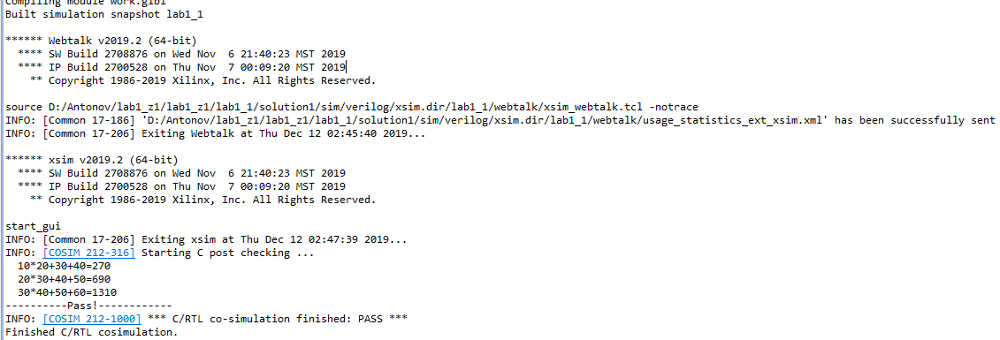 Compiling module work.glbl
Built simulation snapshot lab1_1
****** Webtalk v2019.2 (64-bit)
**** SW Build 2708876 on Wed Nov  6 21:40:23 MST 2019
**** IP Build 2700528 on Thu Nov  7 00:09:20 MST 2019
** Copyright 1986-2019 Xilinx, Inc. All Rights Reserved.
source D:/Antonov/lab1_z1/lab1_z1/lab1_1/solution1/sim/verilog/xsim.dir/lab1_1/webtalk/xsim_webtalk.tcl -notrace
INFO: [Common 17-186] 'D:/Antonov/lab1_z1/lab1_z1/lab1_1/solution1/sim/verilog/xsim.dir/lab1_1/webtalk/usage_statistics_ext_xsim.xml' has been successfully sent
INFO: [Common 17-206] Exiting Webtalk at Thu Dec 12 02:45:40 2019...
****** xsim v2019.2 (64-bit)
**** SW Build 2708876 on Wed Nov  6 21:40:23 MST 2019
**** IP Build 2700528 on Thu Nov  7 00:09:20 MST 2019
** Copyright 1986-2019 Xilinx, Inc. All Rights Reserved.
start_gui
INFO: [Common 17-206] Exiting xsim at Thu Dec 12 02:47:39 2019...
INFO: [COSIM 212-316] Starting C post checking ...
10*20+30+40=270
20*30+40+50=690
30*40+50+60=1310
----------Pass!------------
INFO: [COSIM 212-1000] *** C/RTL co-simulation finished: PASS ***
Finished C/RTL cosimulation.